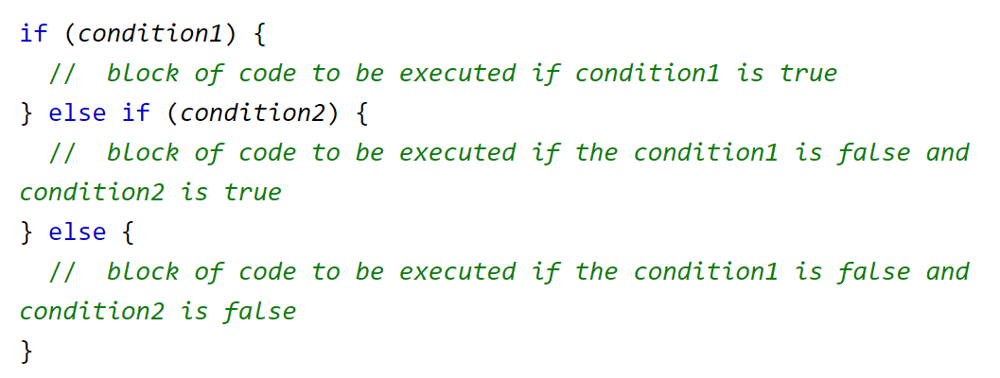 if (condition1) {
  //  block of code to be executed if condition1 is true
} else if (condition2) {
  //  block of code to be executed if the condition1 is false and
condition2 is true
} else {
  //  block of code to be executed if the condition1 is false and
condition2 is false
}